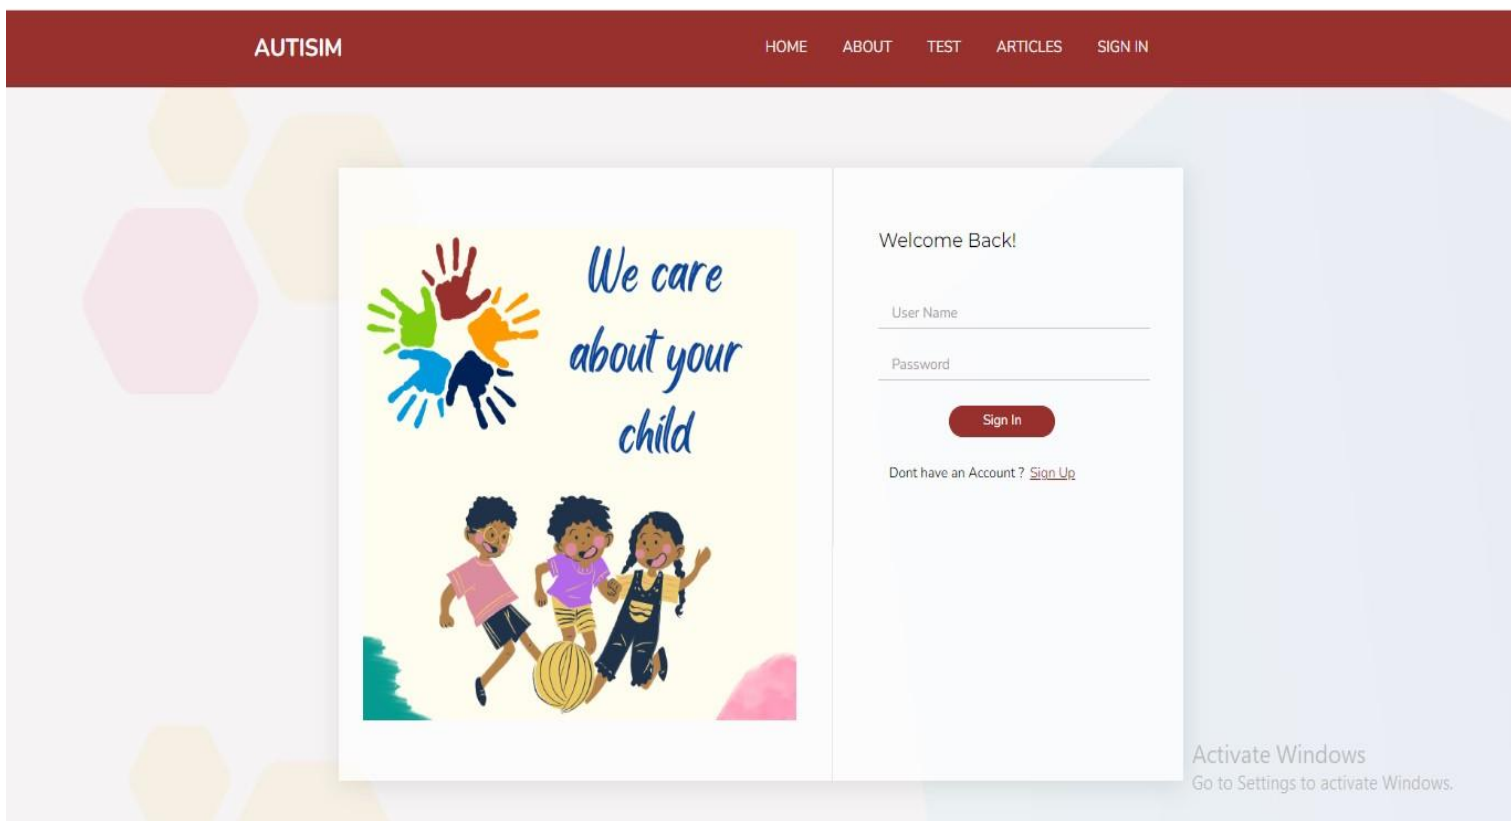 AUTISIM
HOME ABOUT TEST ARTICLES SIGN IN
We care
about your
child
Welcome Back!
User Name
Password
Sign In
Dont have an Account ? Sign Up
Activate Windows
Go to Settings to activate Windows.